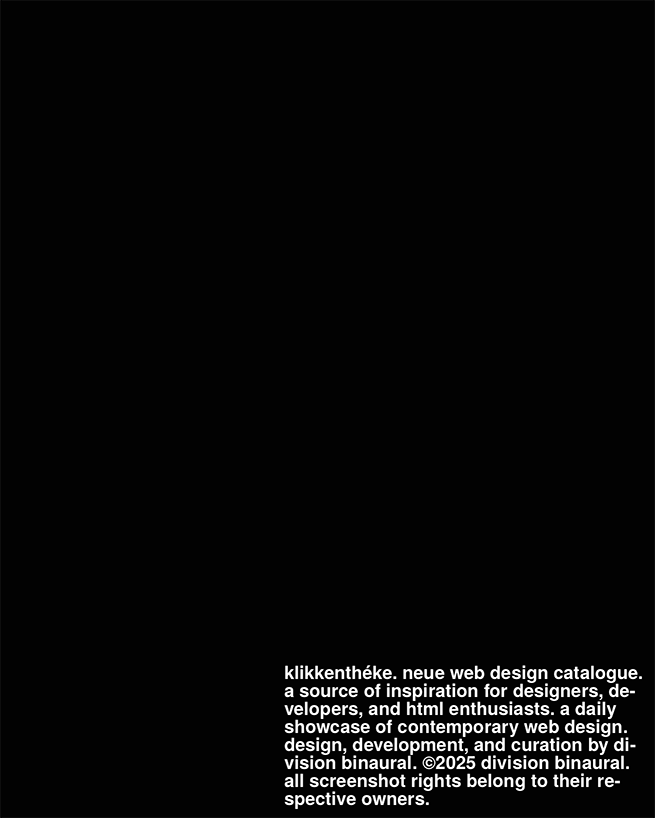 klikkenthéke. neue web design catalogue.
a source of inspiration for designers, de-
velopers, and html enthusiasts. a daily
showcase of contemporary web design.
design, development, and curation by di-
vision binaural. ©2025 division binaural.
all screenshot rights belong to their re-
spective owners.